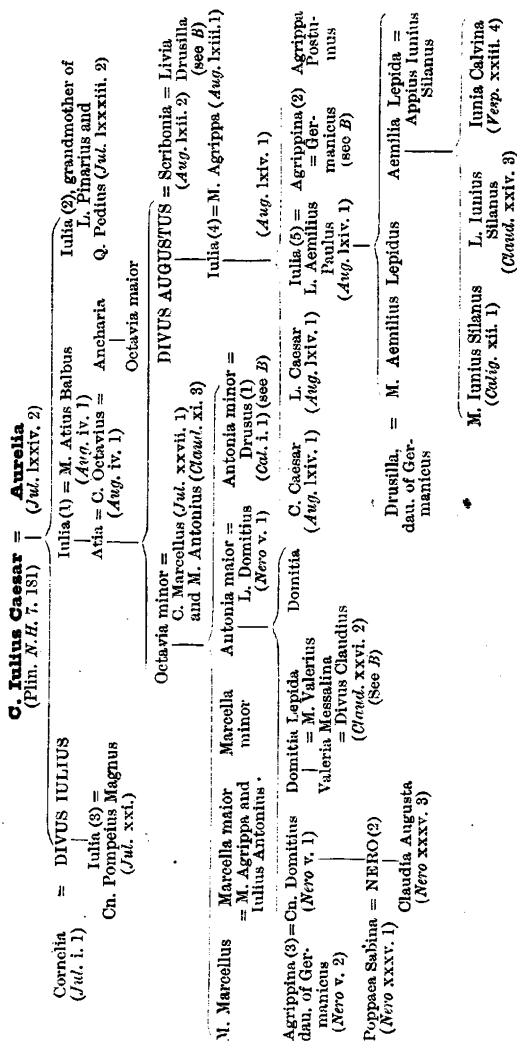 C. Iulius Caesar = Aurelia
(Plin. N.H. 7. 181) (Jul. lxxiv. 2)
Cornelia = DIVUS IULIUS
(Jul. i. 1)
Iulia (3) =
Cn. Pompeius Magnus
(Jul. xxi.)
Iulia (1) = M. Atius Balbus
(Aug. iv. 1)
Atia = C. Octavius = Ancharia
(Aug. iv. 1)
Octavia maior
Iulia (2), grandmother of
L. Pinarius and
Q. Pedius (Jul. lxxxiii. 2)
Octavia minor =
C. Marcellus (Jul. xxvii. 1)
and M. Antonius (Claud. xi. 3)
DIVUS AUGUSTUS = Scribonia = Livia
(Aug. lxii. 2) Drusilla
(see B)
Iulia (4) = M. Agrippa (Aug. lxiii. 1)
(Aug. lxiv. 1)
M. Marcellus
Marcella maior
= M. Agrippa and
Iulius Antonius
Marcella
minor
Antonia maior =
L. Domitius
(Nero v. 1)
Antonia minor =
Drusus (1)
(Cal. i. 1) (see B)
C. Caesar
(Aug. lxiv. 1)
L. Caesar
(Aug. lxiv. 1)
Iulia (5) =
L. Aemilius
Paulus
(Aug. lxiv. 1)
Agrippina (2)
= Ger-
manicus
(see B)
Agrippa
Postu-
mus
Agrippina (3) = Cn. Domitius
dau. of Ger- (Nero v. 1)
manicus
(Nero v. 2)
Domitia Lepida
= M. Valerius
Valeria Messalina
= Divus Claudius
(Claud. xxvi. 2)
(See B)
Domitia
Drusilla, = M. Aemilius Lepidus
dau. of Ger-
manicus
Aemilia Lepida =
Appius Iunius
Silanus
Poppaea Sabina = NERO (2)
(Nero xxxv. 1)
Claudia Augusta
(Nero xxxv. 3)
M. Iunius Silanus
(Calig. xii. 1)
L. Iunius
Silanus
(Claud. xxiv. 3)
Iunia Calvina
(Vesp. xxiii. 4)